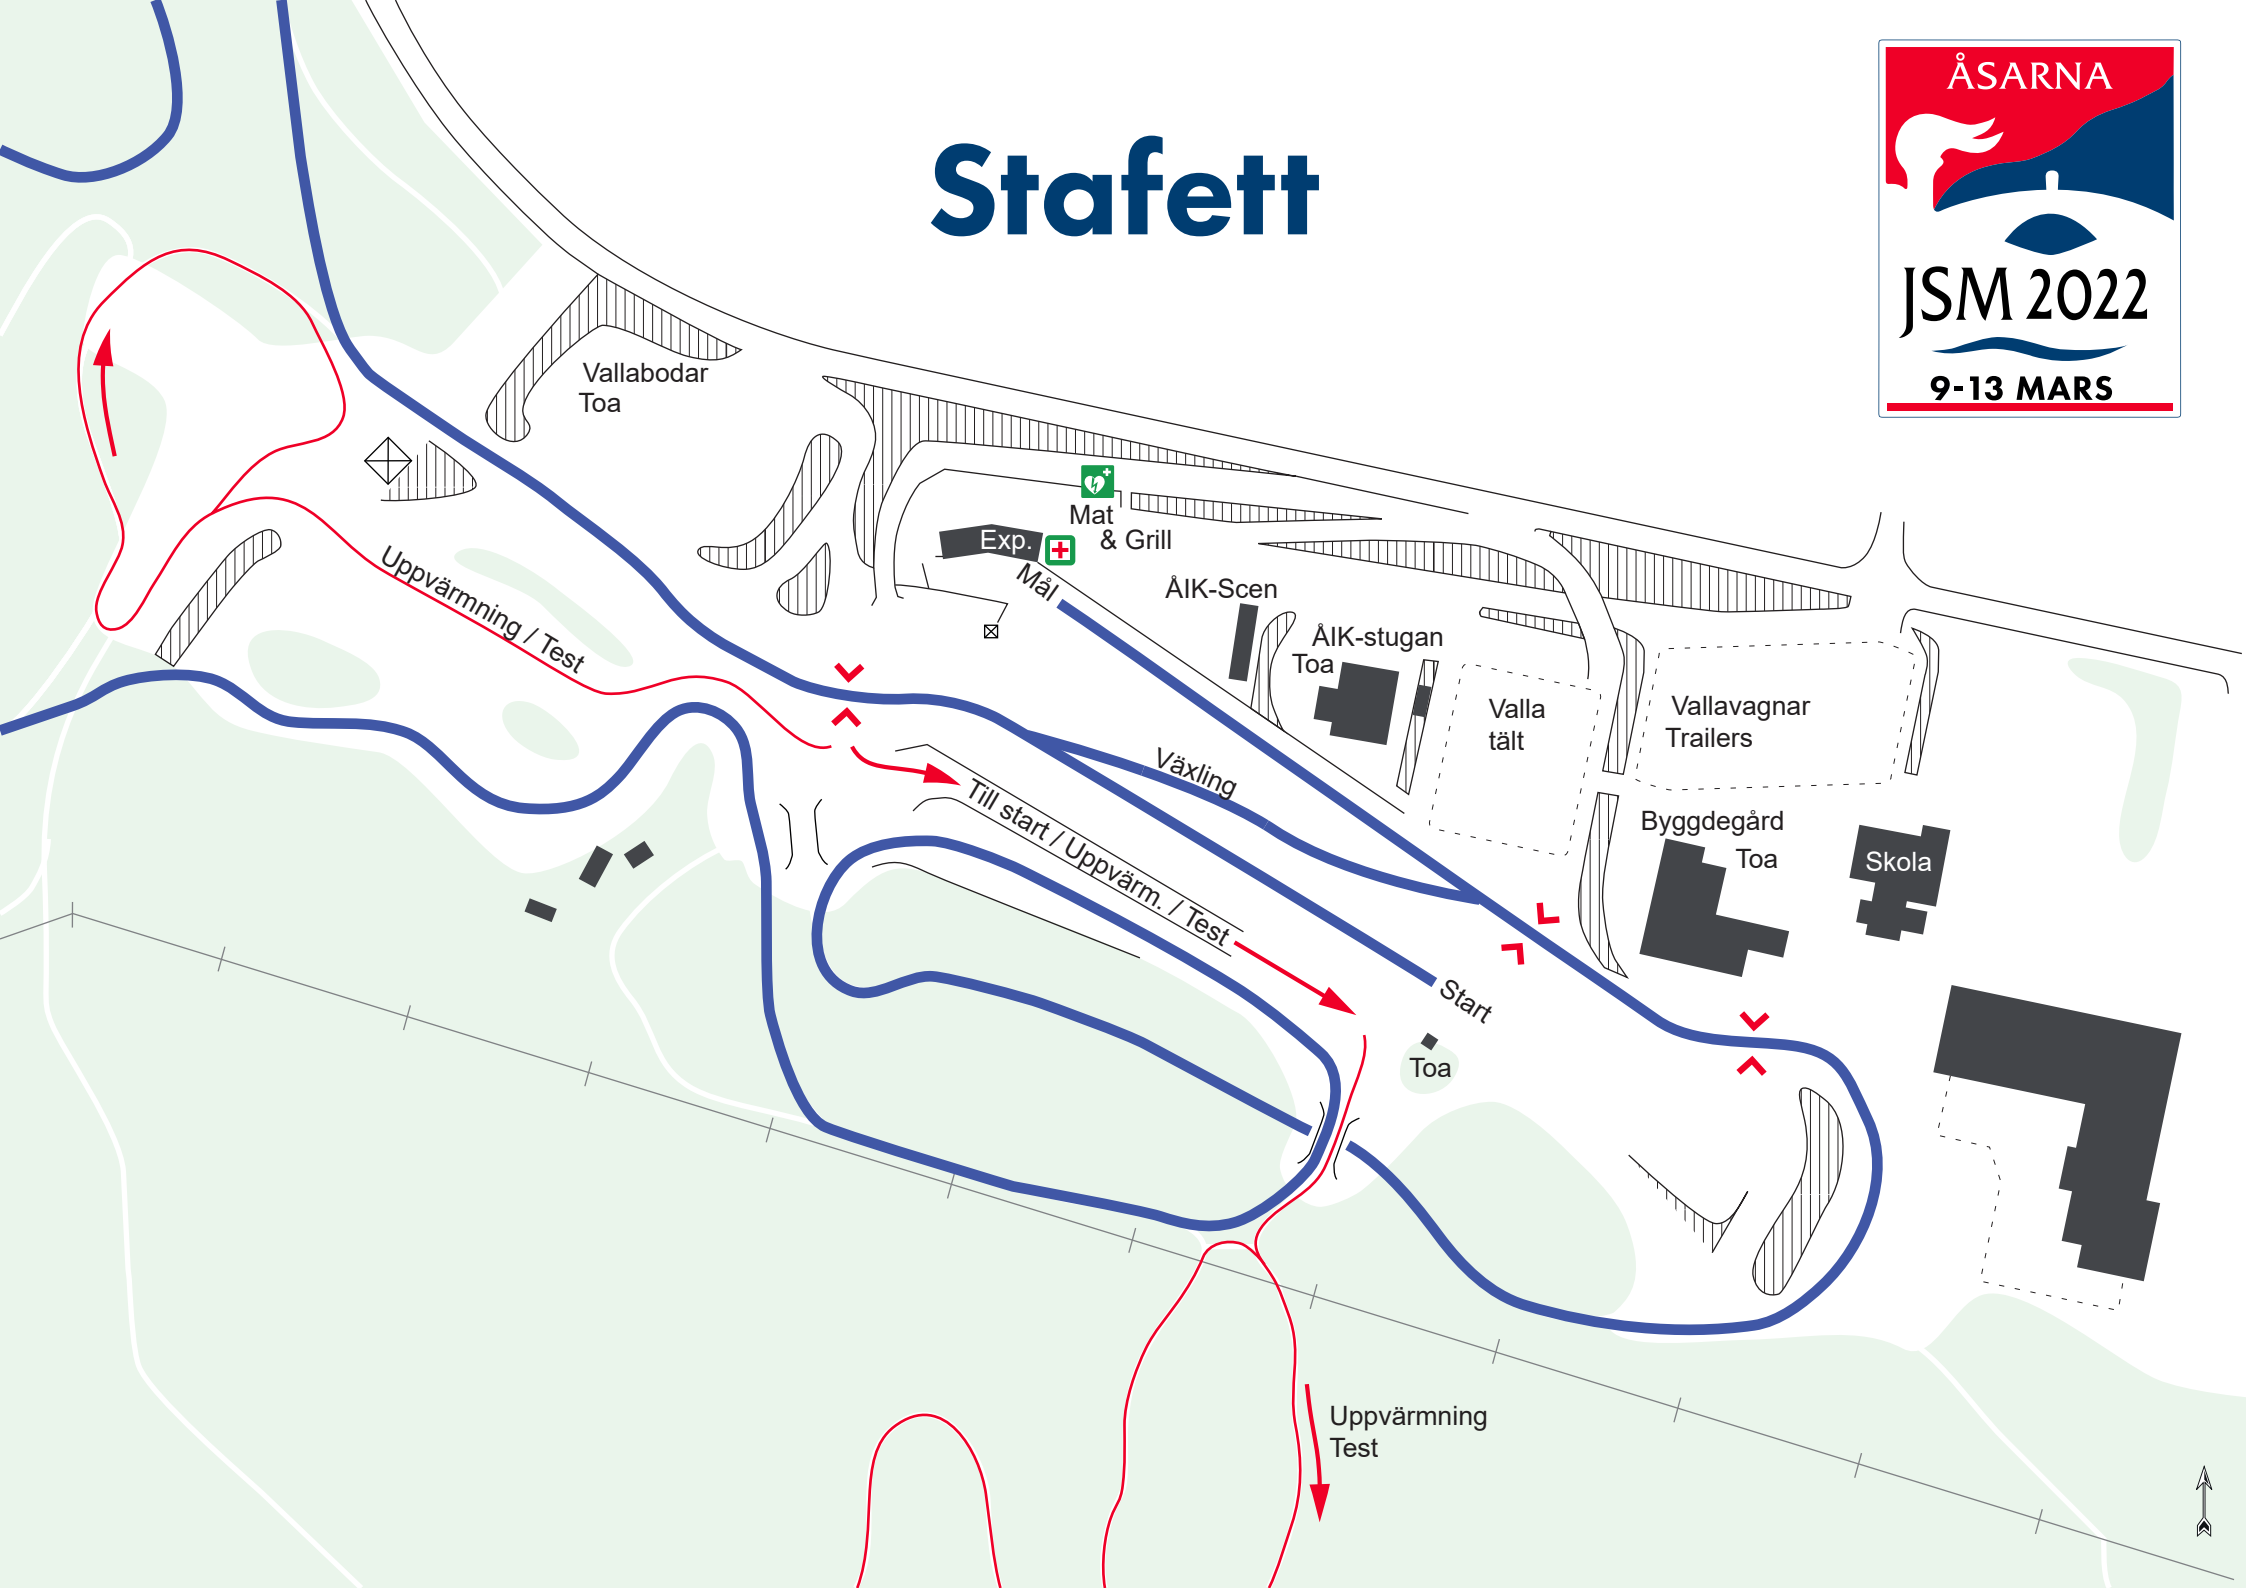 ÅSARNA
Stafett
JSM 2022
9-13 MARS
Vallabodar
Toa
Mat
& Grill
Exp.
Mål
ÅIK-Scen
ÅIK-stugan
Toa
Uppvärmning / Test
Valla
tält
Vallavagnar
Trailers
Växling
Till start / Uppvärm. / Test
Byggdegård
Toa
Skola
Start
Toa
Uppvärmning
Test